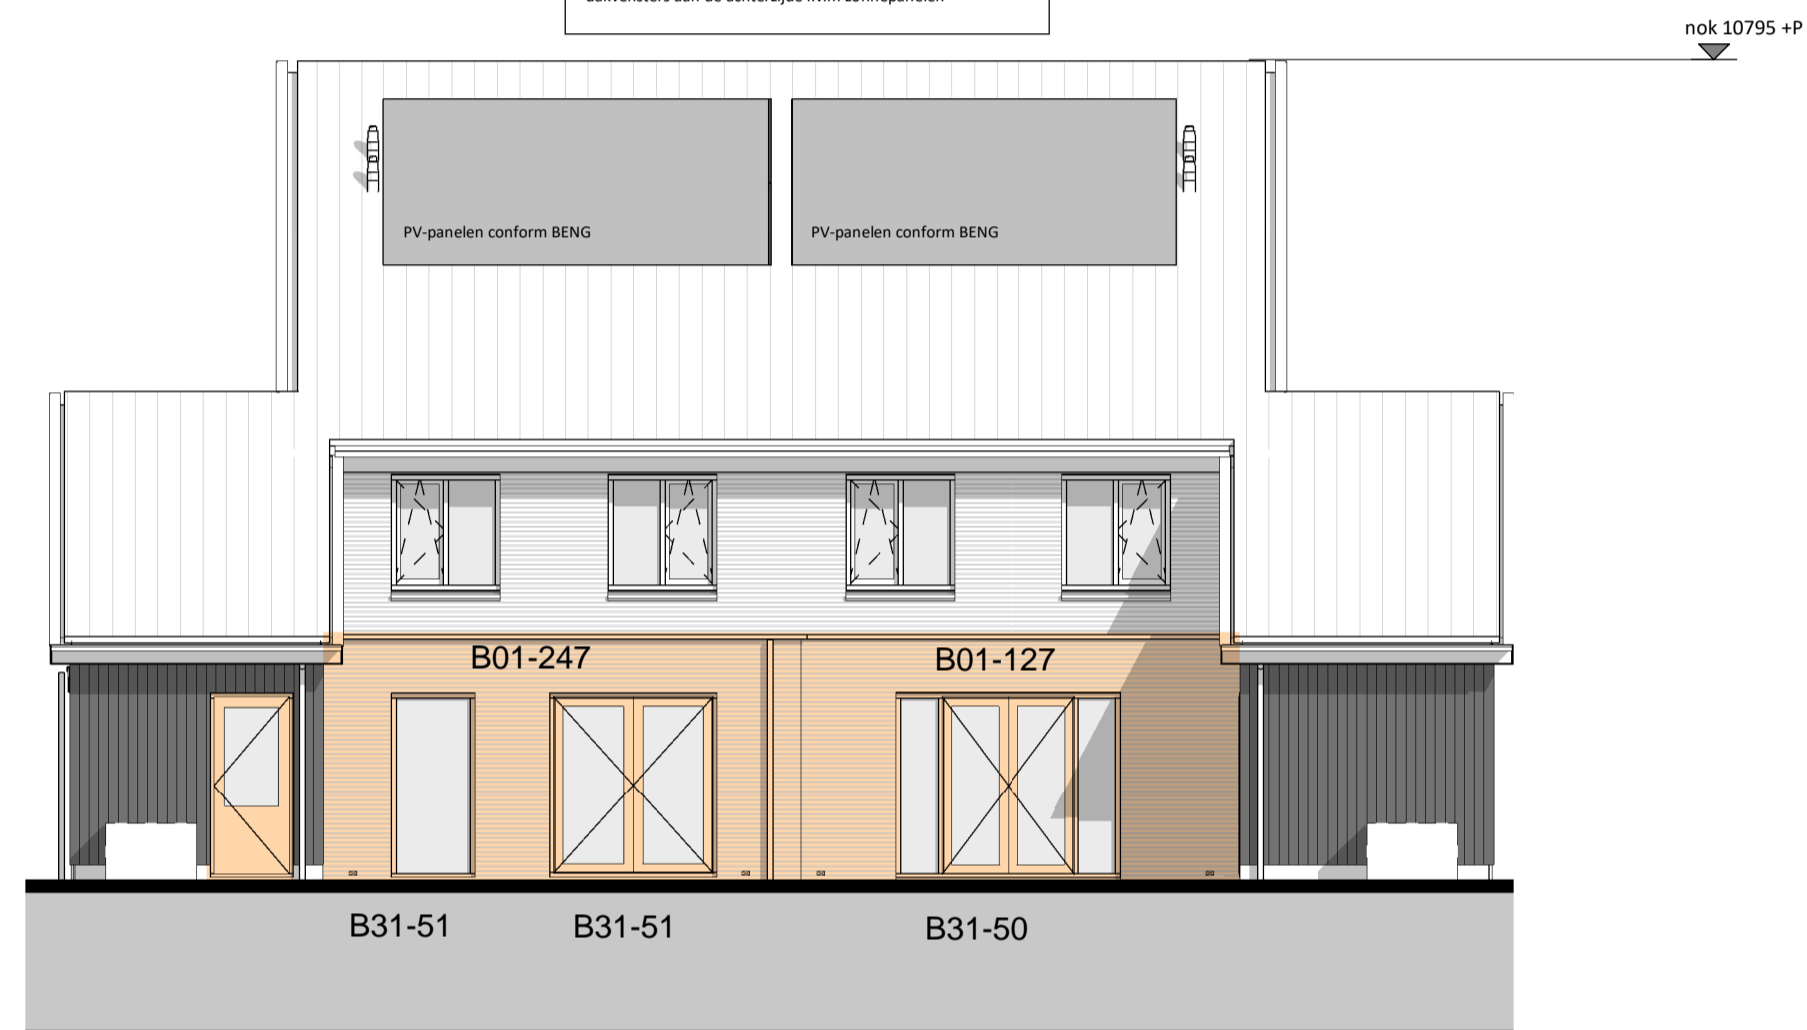 nok 10795 +P
PV-panelen conform BENG
PV-panelen conform BENG
B01-247
B01-127
B31-51
B31-51
B31-50